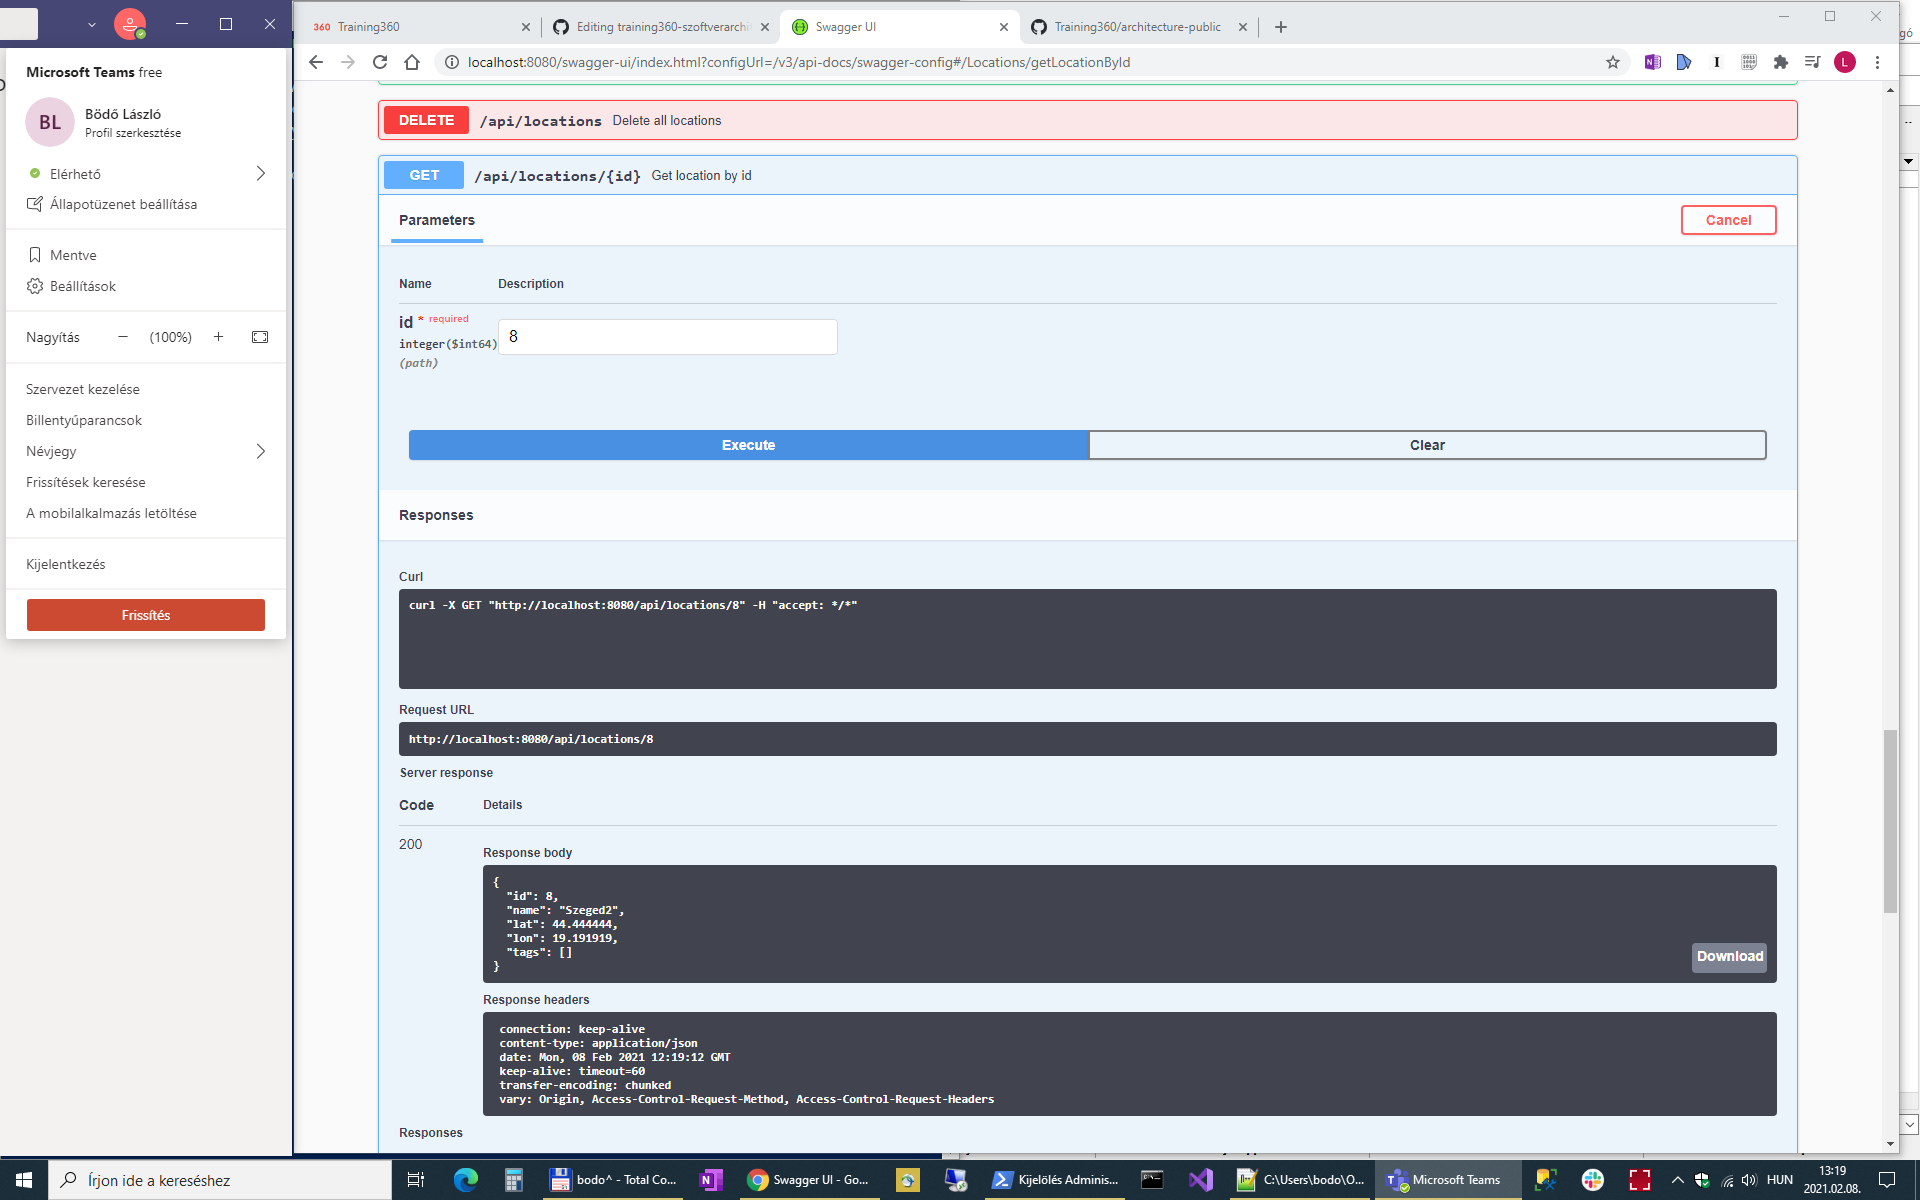 Microsoft Teams free
BL
Bödő László
Profil szerkesztése
Elérhető
Állapotüzenet beállítása
Mentve
Beállítások
Nagyítás − (100%) +
Szervezet kezelése
Billentyűparancsok
Névjegy
Frissítések keresése
A mobilalkalmazás letöltése
Kijelentkezés
Frissítés
360 Training360
Editing training360-szoftverarchi
Swagger UI
Training360/architecture-public
localhost:8080/swagger-ui/index.html?configUrl=/v3/api-docs/swagger-config#/Locations/getLocationById
L
DELETE /api/locations Delete all locations
GET /api/locations/{id} Get location by id
Parameters
Cancel
Name Description
id * required
integer($int64)
(path)
8
Execute
Clear
Responses
Curl
curl -X GET "http://localhost:8080/api/locations/8" -H "accept: */*"
Request URL
http://localhost:8080/api/locations/8
Server response
Code Details
200
Response body
{
"id": 8,
"name": "Szeged2",
"lat": 44.444444,
"lon": 19.191919,
"tags": []
}
Download
Response headers
connection: keep-alive
content-type: application/json
date: Mon, 08 Feb 2021 12:19:12 GMT
keep-alive: timeout=60
transfer-encoding: chunked
vary: Origin, Access-Control-Request-Method, Access-Control-Request-Headers
Responses
Írjon ide a kereséshez
bodo^ - Total Co...
Swagger UI - Go...
Kijelölés Adminis...
C:\Users\bodo\O...
Microsoft Teams
HUN
13:19
2021.02.08.